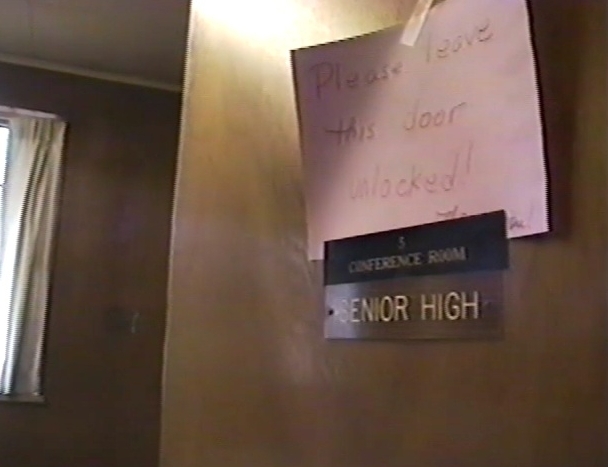 Please leave
this door
unlocked!
5
CONFERENCE ROOM
SENIOR HIGH